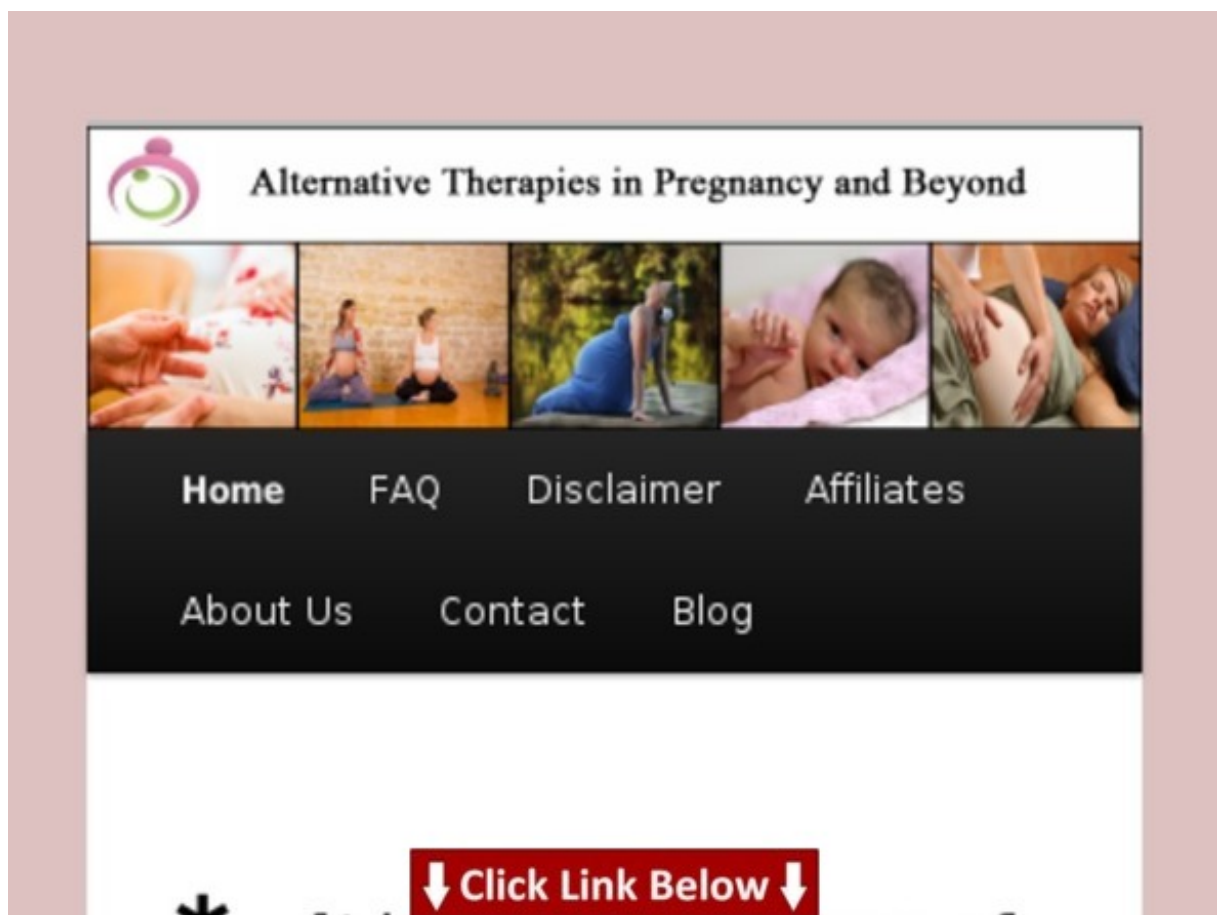 Alternative Therapies in Pregnancy and Beyond
Home FAQ Disclaimer Affiliates
About Us Contact Blog
Click Link Below
*